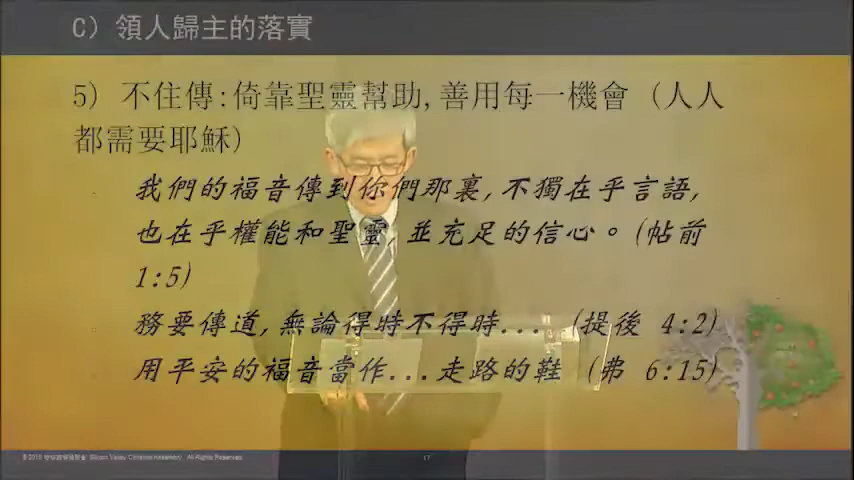 C) 領人歸主的落實
5) 不住傳:倚靠聖靈幫助,善用每一機會 (人人
都需要耶穌)
我們的福音傳到你們那裏,不獨在乎言語,
也在乎權能和聖靈,並充足的信心。(帖前
1:5)
務要傳道,無論得時不得時... (提後 4:2)
用平安的福音當作...走路的鞋 (弗 6:15)
All Rights Reserved
17